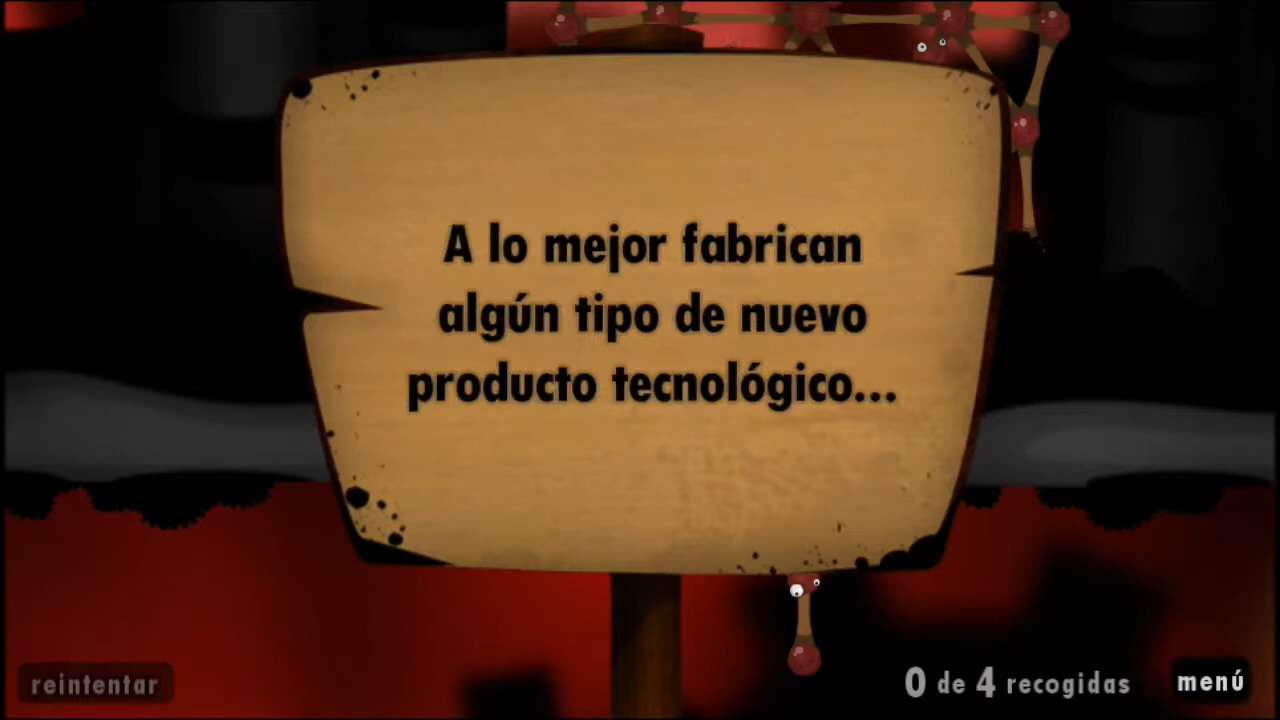 A lo mejor fabrican
algún tipo de nuevo
producto tecnológico...
reintentar
0 de 4 recogidas
menú